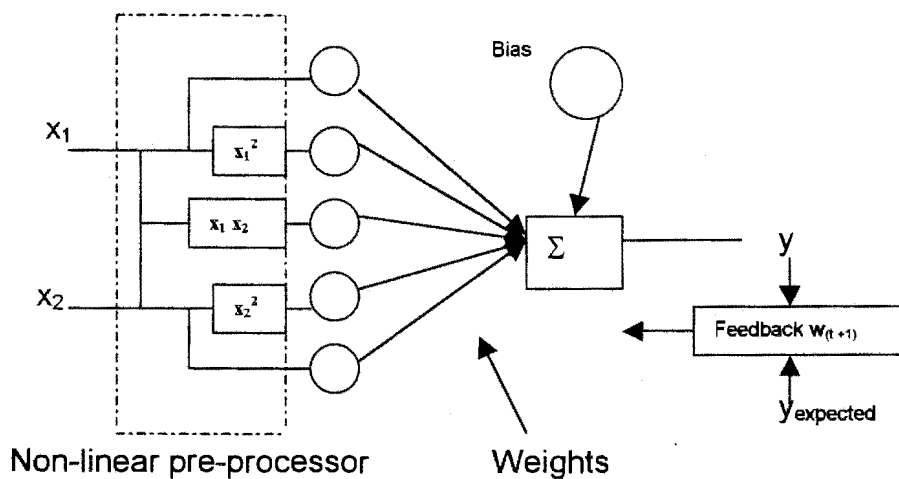 Bias
X₁
x₁²
x₁ x₂
Σ
y
X₂
x₂²
Feedback w₍ₜ ₊₁₎
yexpected
Non-linear pre-processor
Weights